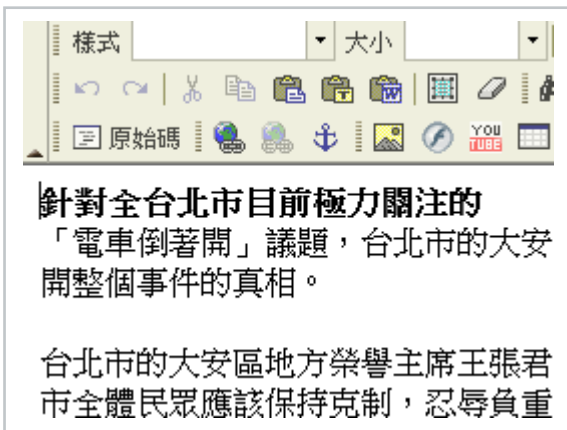 樣式 大小
T W
原始碼 YOU TUBE
針對全台北市目前極力關注的
「電車倒著開」議題，台北市的大安
開整個事件的真相。
台北市的大安區地方榮譽主席王張君
市全體民眾應該保持克制，忍辱負重